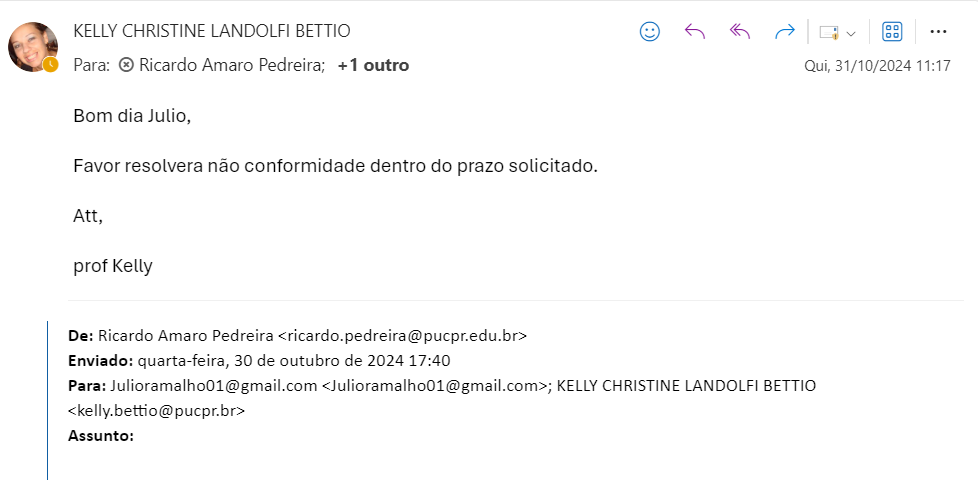 KELLY CHRISTINE LANDOLFI BETTIO
Para: Ricardo Amaro Pedreira; +1 outro
Qui, 31/10/2024 11:17
Bom dia Julio,
Favor resolvera não conformidade dentro do prazo solicitado.
Att,
prof Kelly
De: Ricardo Amaro Pedreira <ricardo.pedreira@pucpr.edu.br>
Enviado: quarta-feira, 30 de outubro de 2024 17:40
Para: Julioramalho01@gmail.com <Julioramalho01@gmail.com>; KELLY CHRISTINE LANDOLFI BETTIO
<kelly.bettio@pucpr.br>
Assunto: